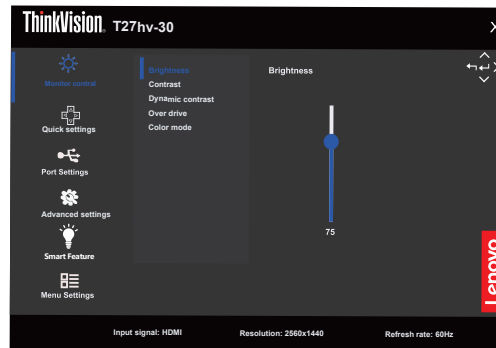 ThinkVision. T27hv-30
X
Monitor control
Quick settings
Port Settings
Advanced settings
Smart Feature
Menu Settings
Brightness
Contrast
Dynamic contrast
Over drive
Color mode
Brightness
75
Lenovo
Input signal: HDMI
Resolution: 2560x1440
Refresh rate: 60Hz